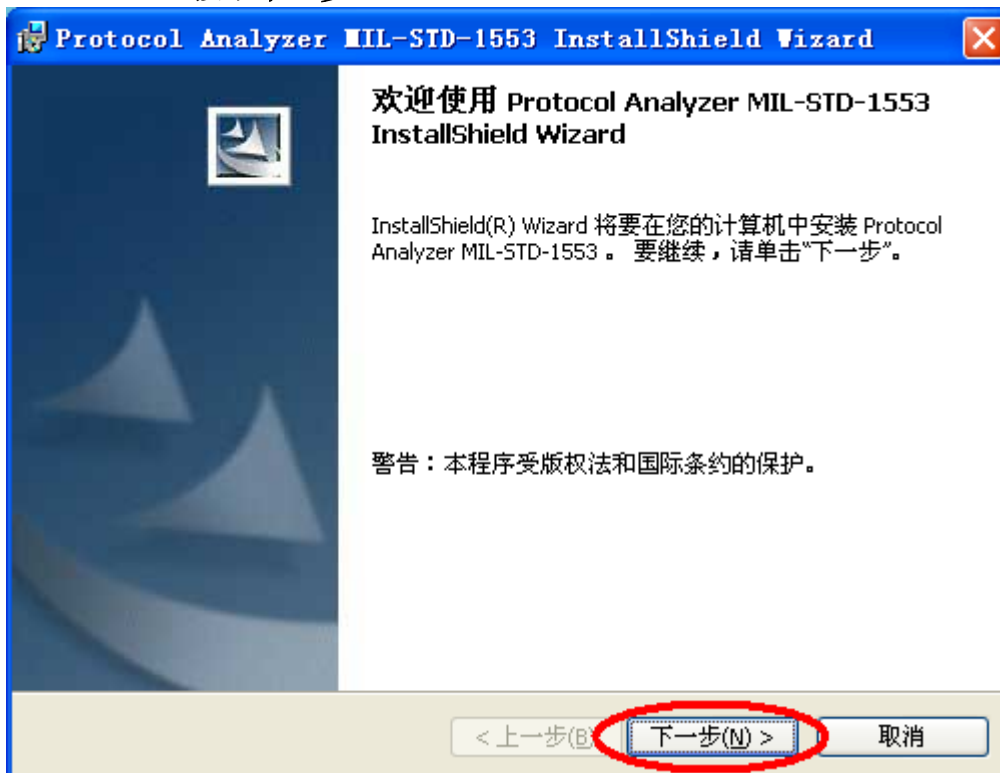 Protocol Analyzer MIL-STD-1553 InstallShield Wizard
欢迎使用 Protocol Analyzer MIL-STD-1553
InstallShield Wizard
InstallShield(R) Wizard 将要在您的计算机中安装 Protocol
Analyzer MIL-STD-1553 。 要继续，请单击“下一步”。
警告：本程序受版权法和国际条约的保护。
< 上一步(B
下一步(N) >
取消